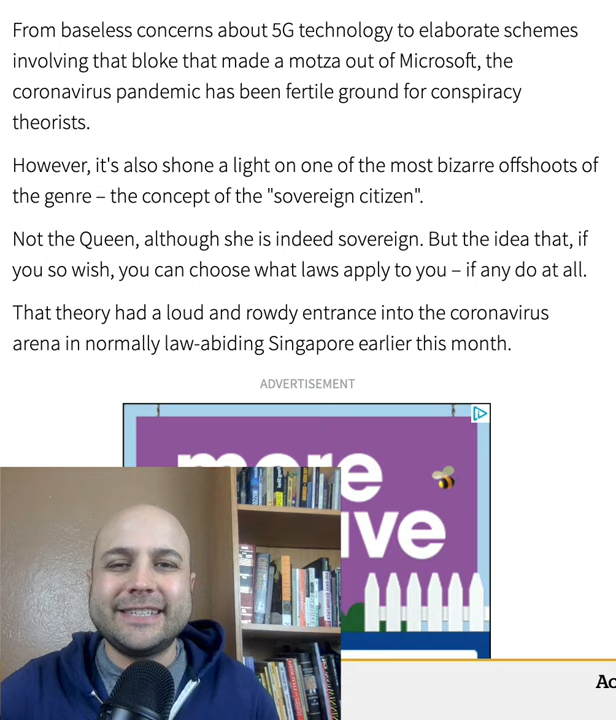 From baseless concerns about 5G technology to elaborate schemes
involving that bloke that made a motza out of Microsoft, the
coronavirus pandemic has been fertile ground for conspiracy
theorists.
However, it's also shone a light on one of the most bizarre offshoots of
the genre – the concept of the "sovereign citizen".
Not the Queen, although she is indeed sovereign. But the idea that, if
you so wish, you can choose what laws apply to you – if any do at all.
That theory had a loud and rowdy entrance into the coronavirus
arena in normally law-abiding Singapore earlier this month.
ADVERTISEMENT
more